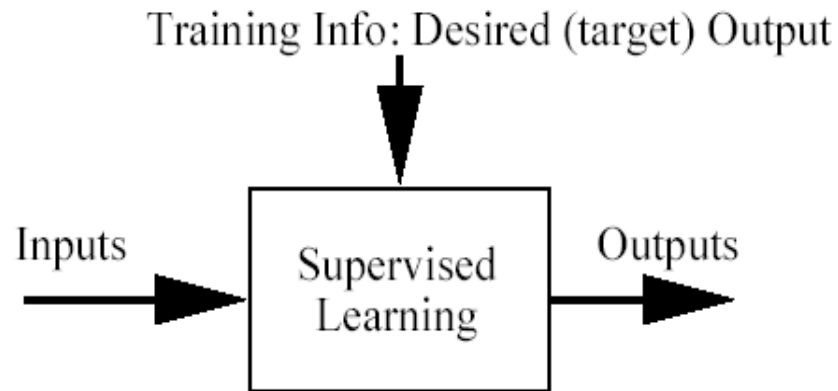 Training Info: Desired (target) Output
Inputs
Supervised
Learning
Outputs